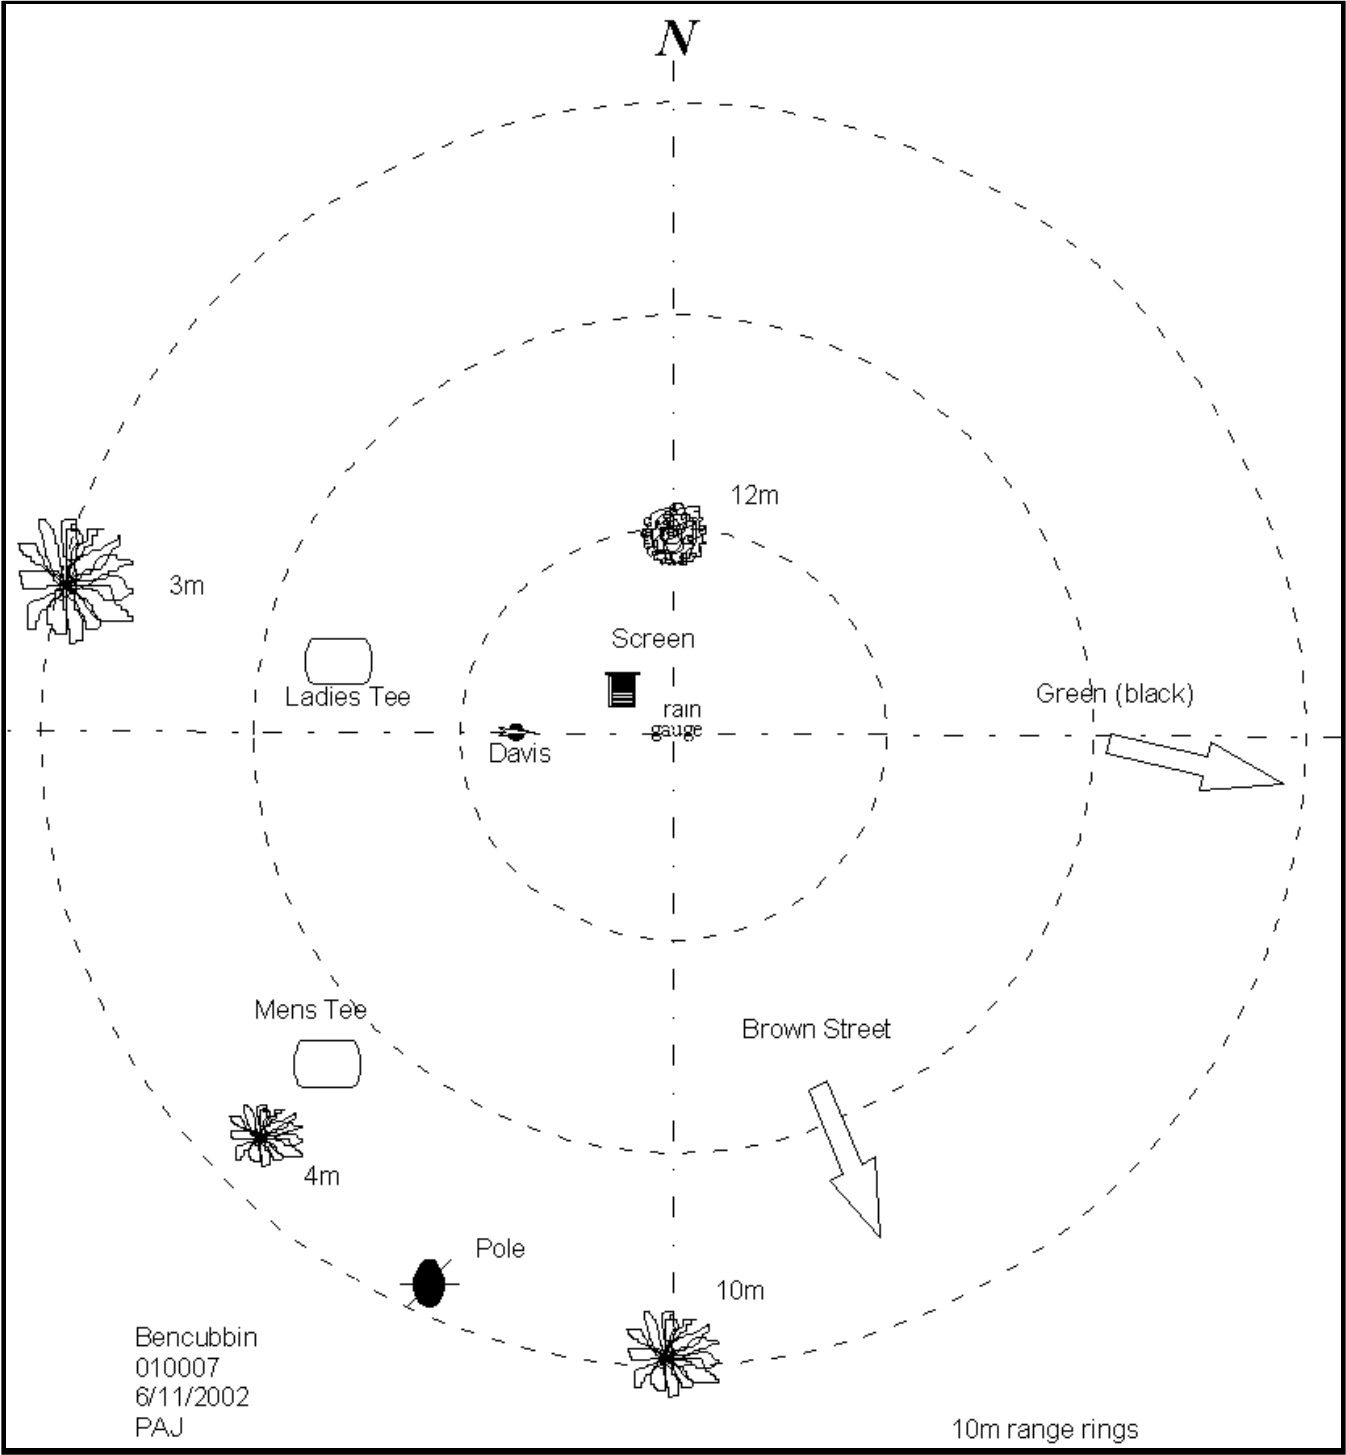 N
12m
3m
Screen
Ladies Tee
Green (black)
rain
gauge
Davis
Mens Tee
Brown Street
4m
Pole
10m
Bencubbin
010007
6/11/2002
PAJ
10m range rings